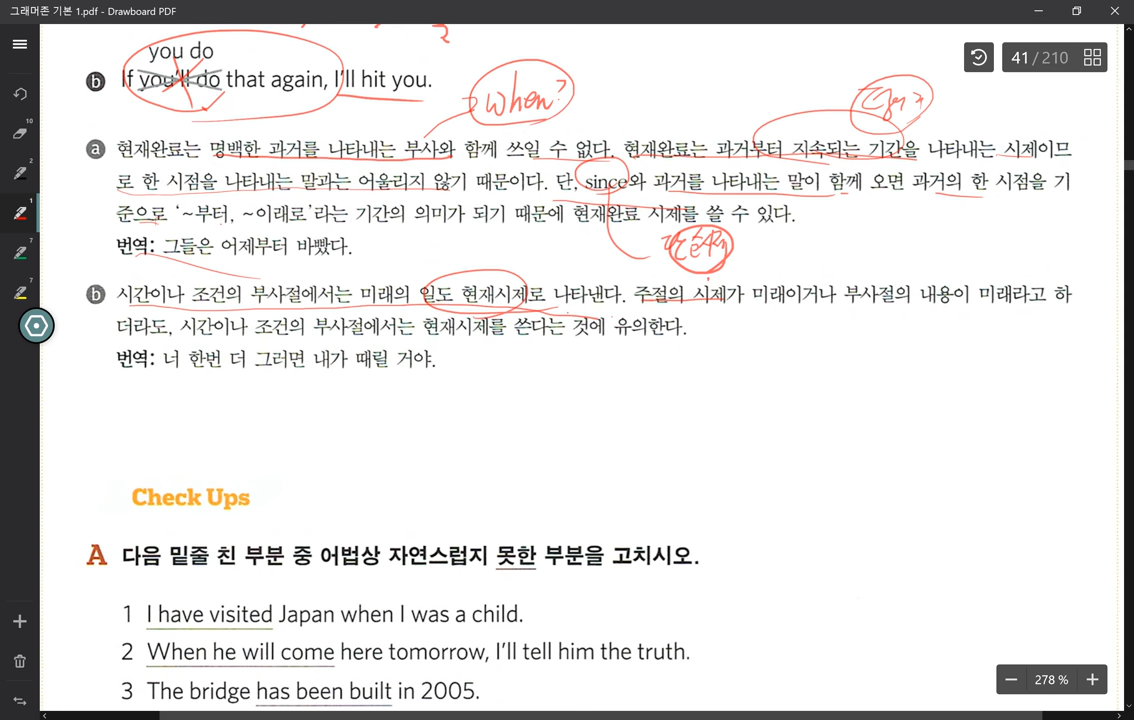 그래머존 기본 1.pdf - Drawboard PDF
41 / 210
you do
b If you'll do that again, I'll hit you.
when?
a 현재완료는 명백한 과거를 나타내는 부사와 함께 쓰일 수 없다. 현재완료는 과거부터 지속되는 기간을 나타내는 시제이므
로 한 시점을 나타내는 말과는 어울리지 않기 때문이다. 단, since와 과거를 나타내는 말이 함께 오면 과거의 한 시점을 기
준으로 ‘~부터, ~이래로’라는 기간의 의미가 되기 때문에 현재완료 시제를 쓸 수 있다.
번역: 그들은 어제부터 바빴다.
b 시간이나 조건의 부사절에서는 미래의 일도 현재시제로 나타낸다. 주절의 시제가 미래이거나 부사절의 내용이 미래라고 하
더라도, 시간이나 조건의 부사절에서는 현재시제를 쓴다는 것에 유의한다.
번역: 너 한번 더 그러면 내가 때릴 거야.
Check Ups
A 다음 밑줄 친 부분 중 어법상 자연스럽지 못한 부분을 고치시오.
1 I have visited Japan when I was a child.
2 When he will come here tomorrow, I'll tell him the truth.
3 The bridge has been built in 2005.
10
2
1
7
7
278 %